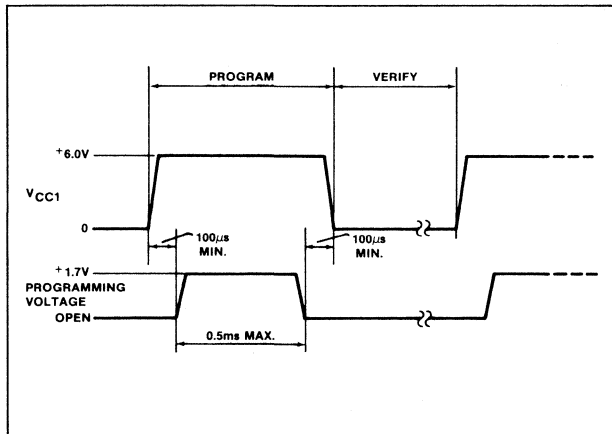 PROGRAM
VERIFY
+6.0V
VCC1
0
100μs
MIN.
100μs
MIN.
+1.7V
PROGRAMMING
VOLTAGE
OPEN
0.5ms MAX.